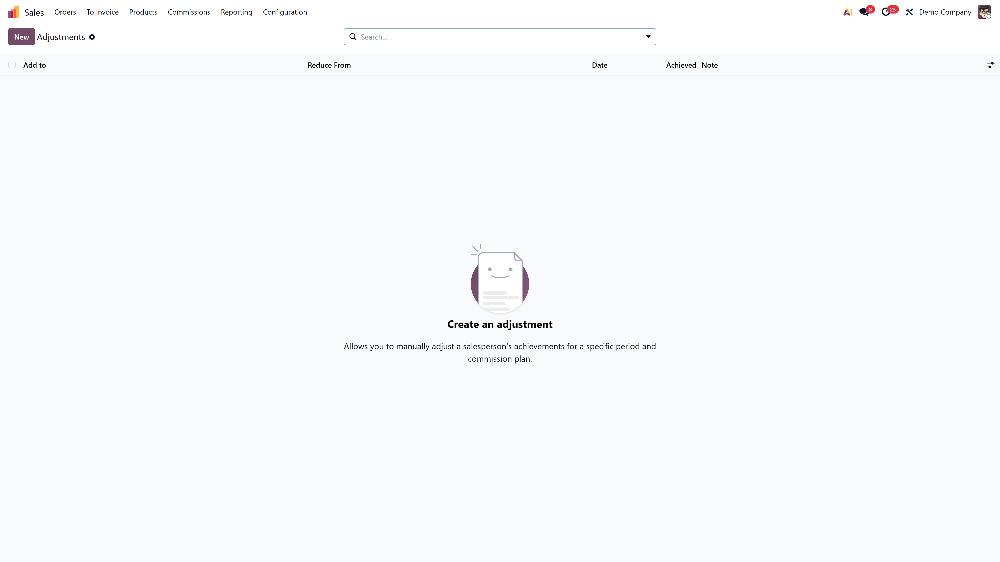 Sales Orders To Invoice Products Commissions Reporting Configuration AI 8 23 Demo Company
New Adjustments Search...
Add to Reduce From Date Achieved Note
Create an adjustment
Allows you to manually adjust a salesperson's achievements for a specific period and
commission plan.